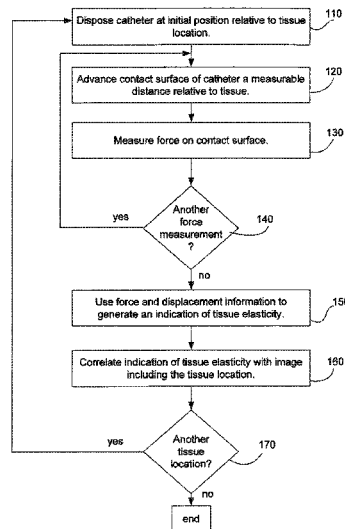 Dispose catheter at initial position relative to tissue
location.
110
Advance contact surface of catheter a measurable
distance relative to tissue.
120
Measure force on contact surface.
130
yes
Another
force
measurement
?
140
no
Use force and displacement information to
generate an indication of tissue elasticity.
150
Correlate indication of tissue elasticity with image
including the tissue location.
160
yes
Another
tissue
location?
170
no
end